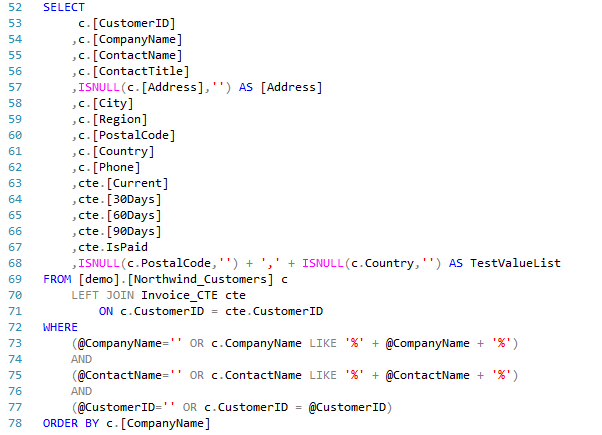 52 SELECT
53 c.[CustomerID]
54 ,c.[CompanyName]
55 ,c.[ContactName]
56 ,c.[ContactTitle]
57 ,ISNULL(c.[Address],'') AS [Address]
58 ,c.[City]
59 ,c.[Region]
60 ,c.[PostalCode]
61 ,c.[Country]
62 ,c.[Phone]
63 ,cte.[Current]
64 ,cte.[30Days]
65 ,cte.[60Days]
66 ,cte.[90Days]
67 ,cte.IsPaid
68 ,ISNULL(c.PostalCode,'') + ',' + ISNULL(c.Country,'') AS TestValueList
69 FROM [demo].[Northwind_Customers] c
70 LEFT JOIN Invoice_CTE cte
71 ON c.CustomerID = cte.CustomerID
72 WHERE
73 (@CompanyName='' OR c.CompanyName LIKE '%' + @CompanyName + '%')
74 AND
75 (@ContactName='' OR c.ContactName LIKE '%' + @ContactName + '%')
76 AND
77 (@CustomerID='' OR c.CustomerID = @CustomerID)
78 ORDER BY c.[CompanyName]